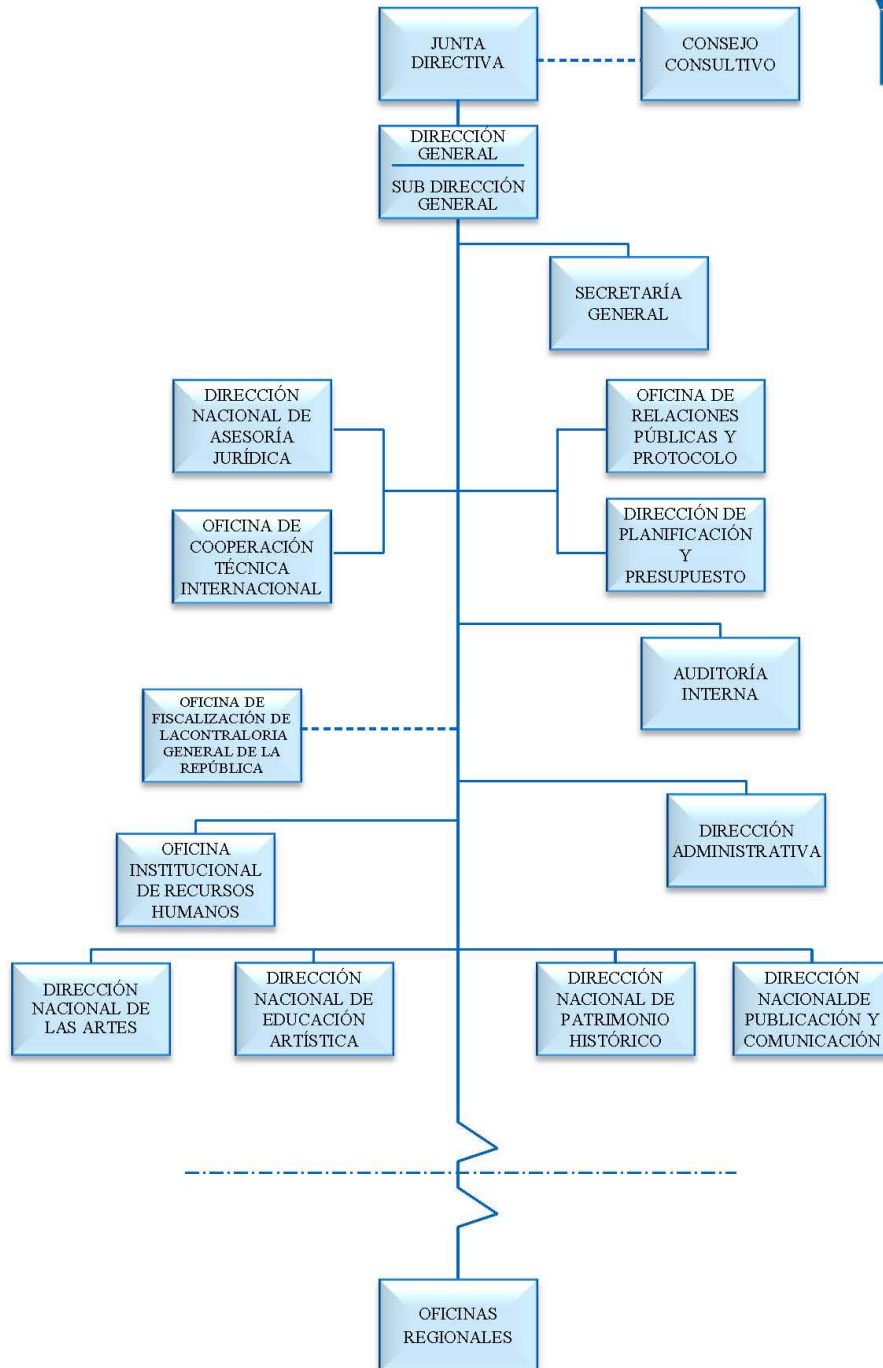 JUNTA
DIRECTIVA
CONSEJO
CONSULTIVO
DIRECCIÓN
GENERAL
SUB DIRECCIÓN
GENERAL
SECRETARÍA
GENERAL
DIRECCIÓN
NACIONAL DE
ASESORÍA
JURÍDICA
OFICINA DE
RELACIONES
PÚBLICAS Y
PROTOCOLO
OFICINA DE
COOPERACIÓN
TÉCNICA
INTERNACIONAL
DIRECCIÓN DE
PLANIFICACIÓN
Y
PRESUPUESTO
AUDITORÍA
INTERNA
OFICINA DE
FISCALIZACIÓN DE
LACONTRALORIA
GENERAL DE LA
REPÚBLICA
DIRECCIÓN
ADMINISTRATIVA
OFICINA
INSTITUCIONAL
DE RECURSOS
HUMANOS
DIRECCIÓN
NACIONAL DE
LAS ARTES
DIRECCIÓN
NACIONAL DE
EDUCACIÓN
ARTÍSTICA
DIRECCIÓN
NACIONAL DE
PATRIMONIO
HISTÓRICO
DIRECCIÓN
NACIONALDE
PUBLICACIÓN Y
COMUNICACIÓN
OFICINAS
REGIONALES